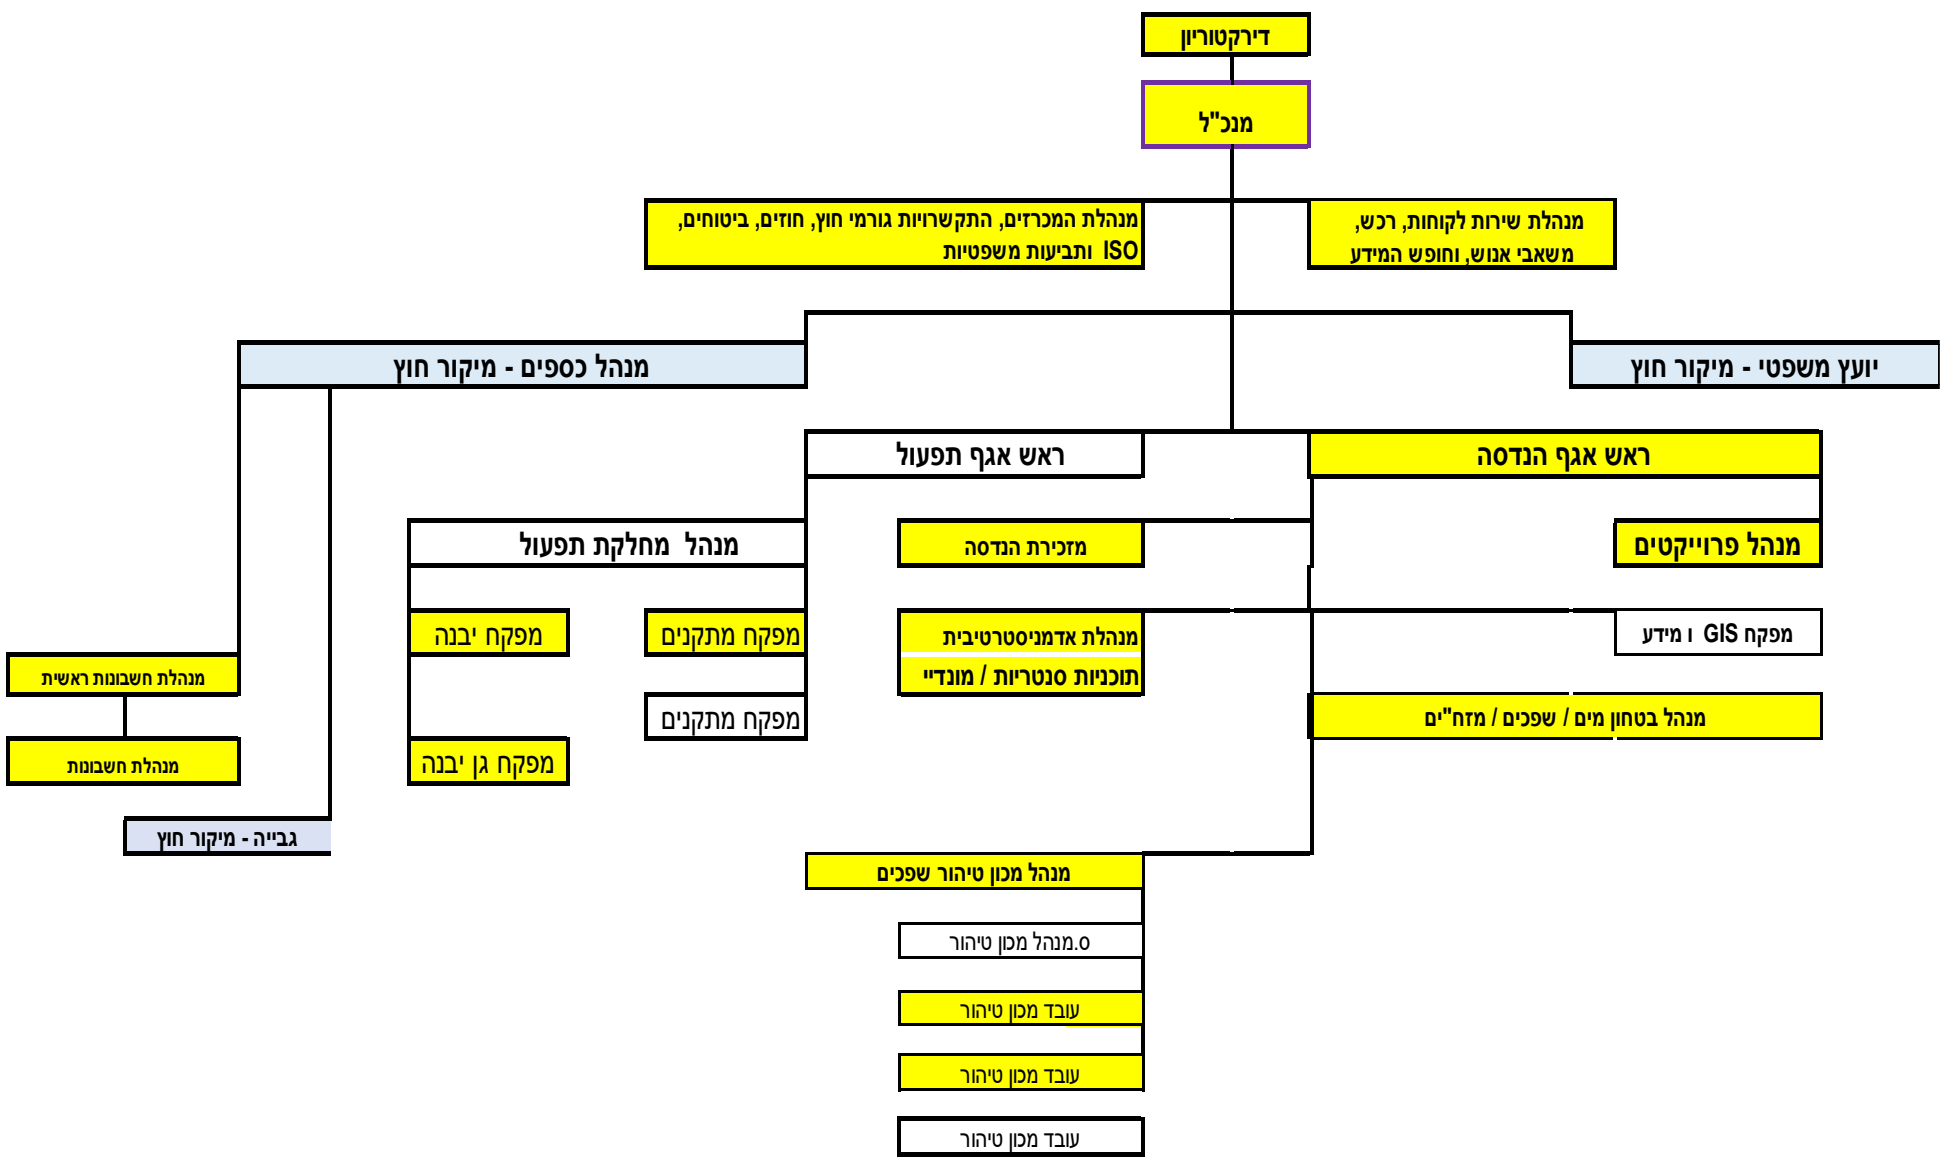 דירקטוריון
מנכ"ל
מנהלת שירות לקוחות, רכש,
משאבי אנוש, וחופש המידע
מנהלת המכרזים, התקשרויות גורמי חוץ, חוזים, ביטוחים,
ISO ותביעות משפטיות
יועץ משפטי - מיקור חוץ
מנהל כספים - מיקור חוץ
ראש אגף הנדסה
ראש אגף תפעול
מנהל פרוייקטים
מזכירת הנדסה
מנהל מחלקת תפעול
מפקח GIS ו מידע
מנהלת אדמניסטרטיבית
תוכניות סנטריות / מונדיי
מפקח מתקנים
מפקח יבנה
מנהלת חשבונות ראשית
מנהל בטחון מים / שפכים / מזח"ים
מפקח מתקנים
מפקח גן יבנה
מנהלת חשבונות
גבייה - מיקור חוץ
מנהל מכון טיהור שפכים
ס.מנהל מכון טיהור
עובד מכון טיהור
עובד מכון טיהור
עובד מכון טיהור